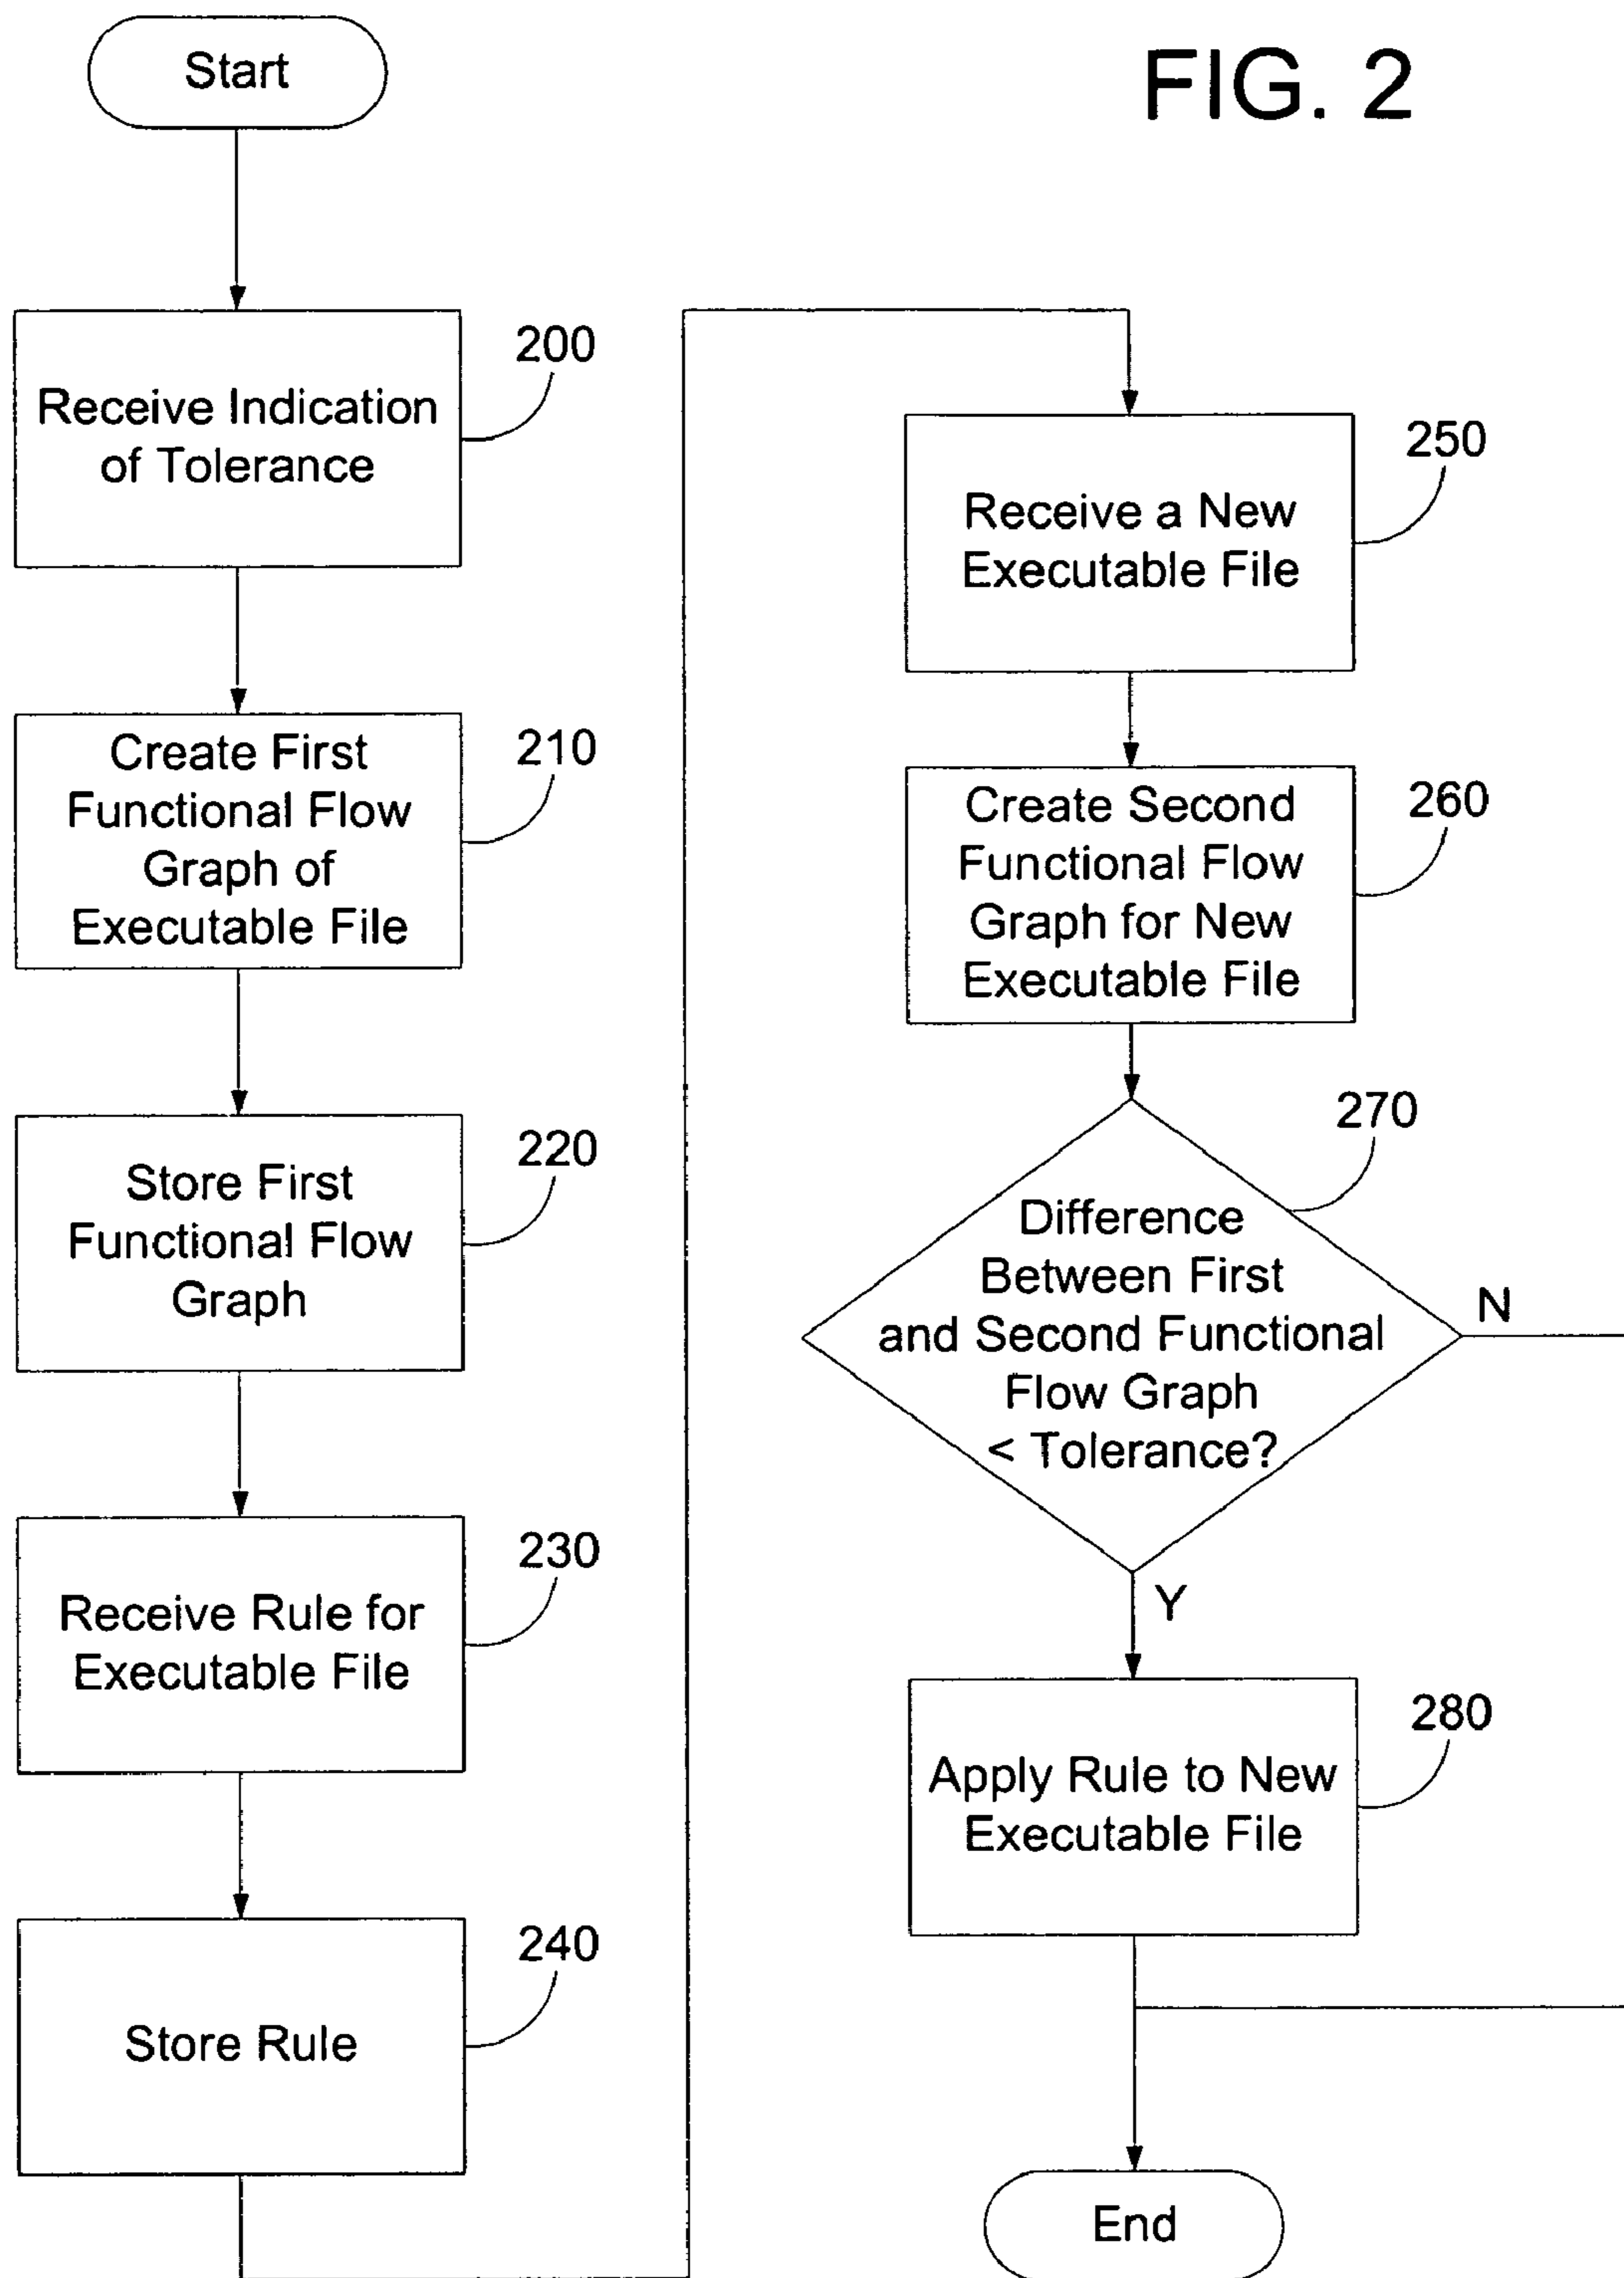 FIG. 2
Start
200
Receive Indication
of Tolerance
210
Create First
Functional Flow
Graph of
Executable File
220
Store First
Functional Flow
Graph
230
Receive Rule for
Executable File
240
Store Rule
250
Receive a New
Executable File
260
Create Second
Functional Flow
Graph for New
Executable File
270
Difference
Between First
and Second Functional
Flow Graph
< Tolerance?
N
Y
280
Apply Rule to New
Executable File
End